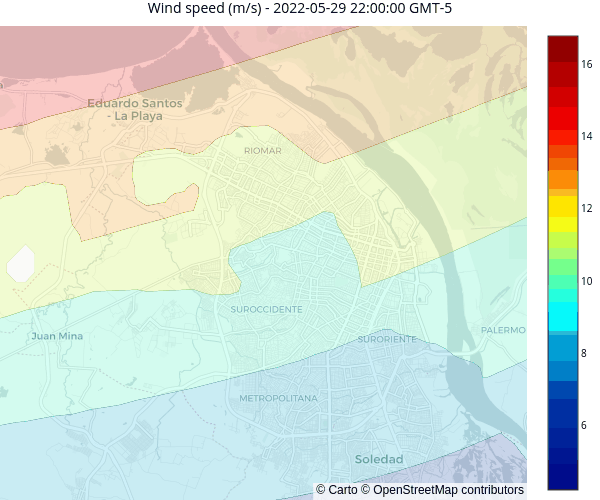 Wind speed (m/s) - 2022-05-29 22:00:00 GMT-5
16
Eduardo Santos
- La Playa
14
RIOMAR
12
10
SUROCCIDENTE
PALERMO
Juan Mina
SURORIENTE
8
METROPOLITANA
6
Soledad
© Carto © OpenStreetMap contributors